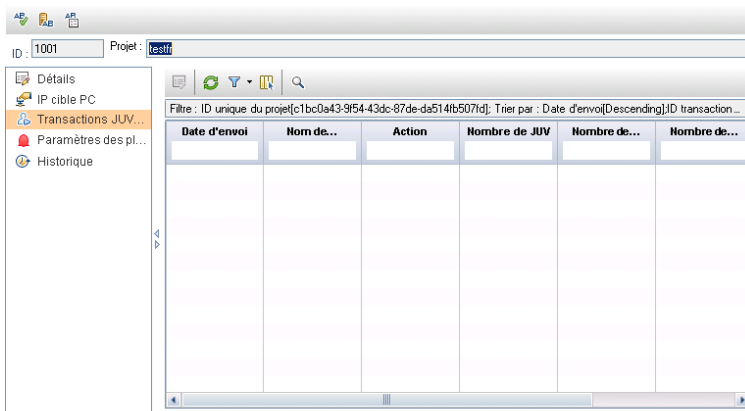 ID : 1001 Projet : testfr
Détails
IP cible PC
Transactions JUV...
Paramètres des pl...
Historique
Filtre : ID unique du projet[c1bc0a43-9f54-43dc-87de-da514fb507fd]; Trier par : Date d'envoi[Descending];ID transaction...
Date d'envoi Nom de... Action Nombre de JUV Nombre de... Nombre de...